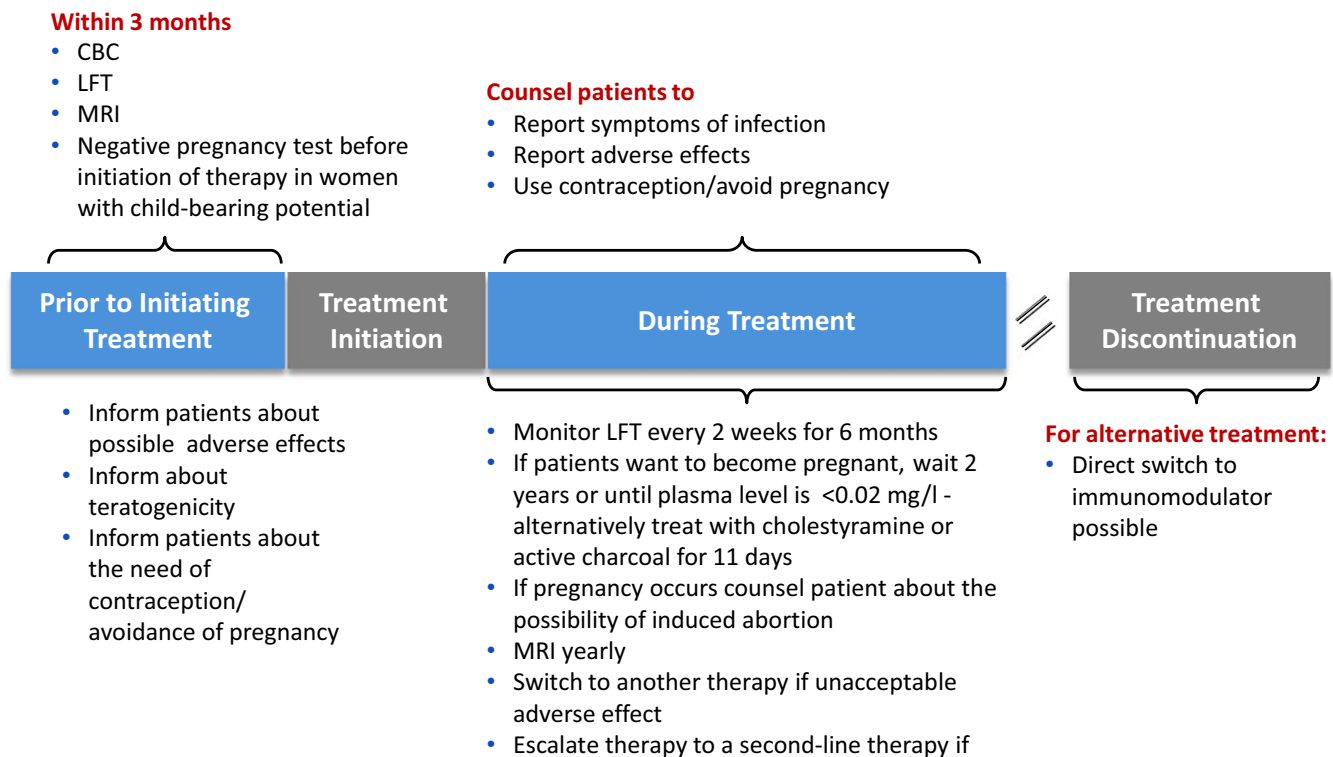 Within 3 months
• CBC
• LFT
• MRI
• Negative pregnancy test before
initiation of therapy in women
with child-bearing potential
Counsel patients to
• Report symptoms of infection
• Report adverse effects
• Use contraception/avoid pregnancy
Prior to Initiating
Treatment
Treatment
Initiation
During Treatment
Treatment
Discontinuation
• Inform patients about
possible adverse effects
• Inform about
teratogenicity
• Inform patients about
the need of
contraception/
avoidance of pregnancy
• Monitor LFT every 2 weeks for 6 months
• If patients want to become pregnant, wait 2
years or until plasma level is <0.02 mg/l -
alternatively treat with cholestyramine or
active charcoal for 11 days
• If pregnancy occurs counsel patient about the
possibility of induced abortion
• MRI yearly
• Switch to another therapy if unacceptable
adverse effect
• Escalate therapy to a second-line therapy if
For alternative treatment:
• Direct switch to
immunomodulator
possible